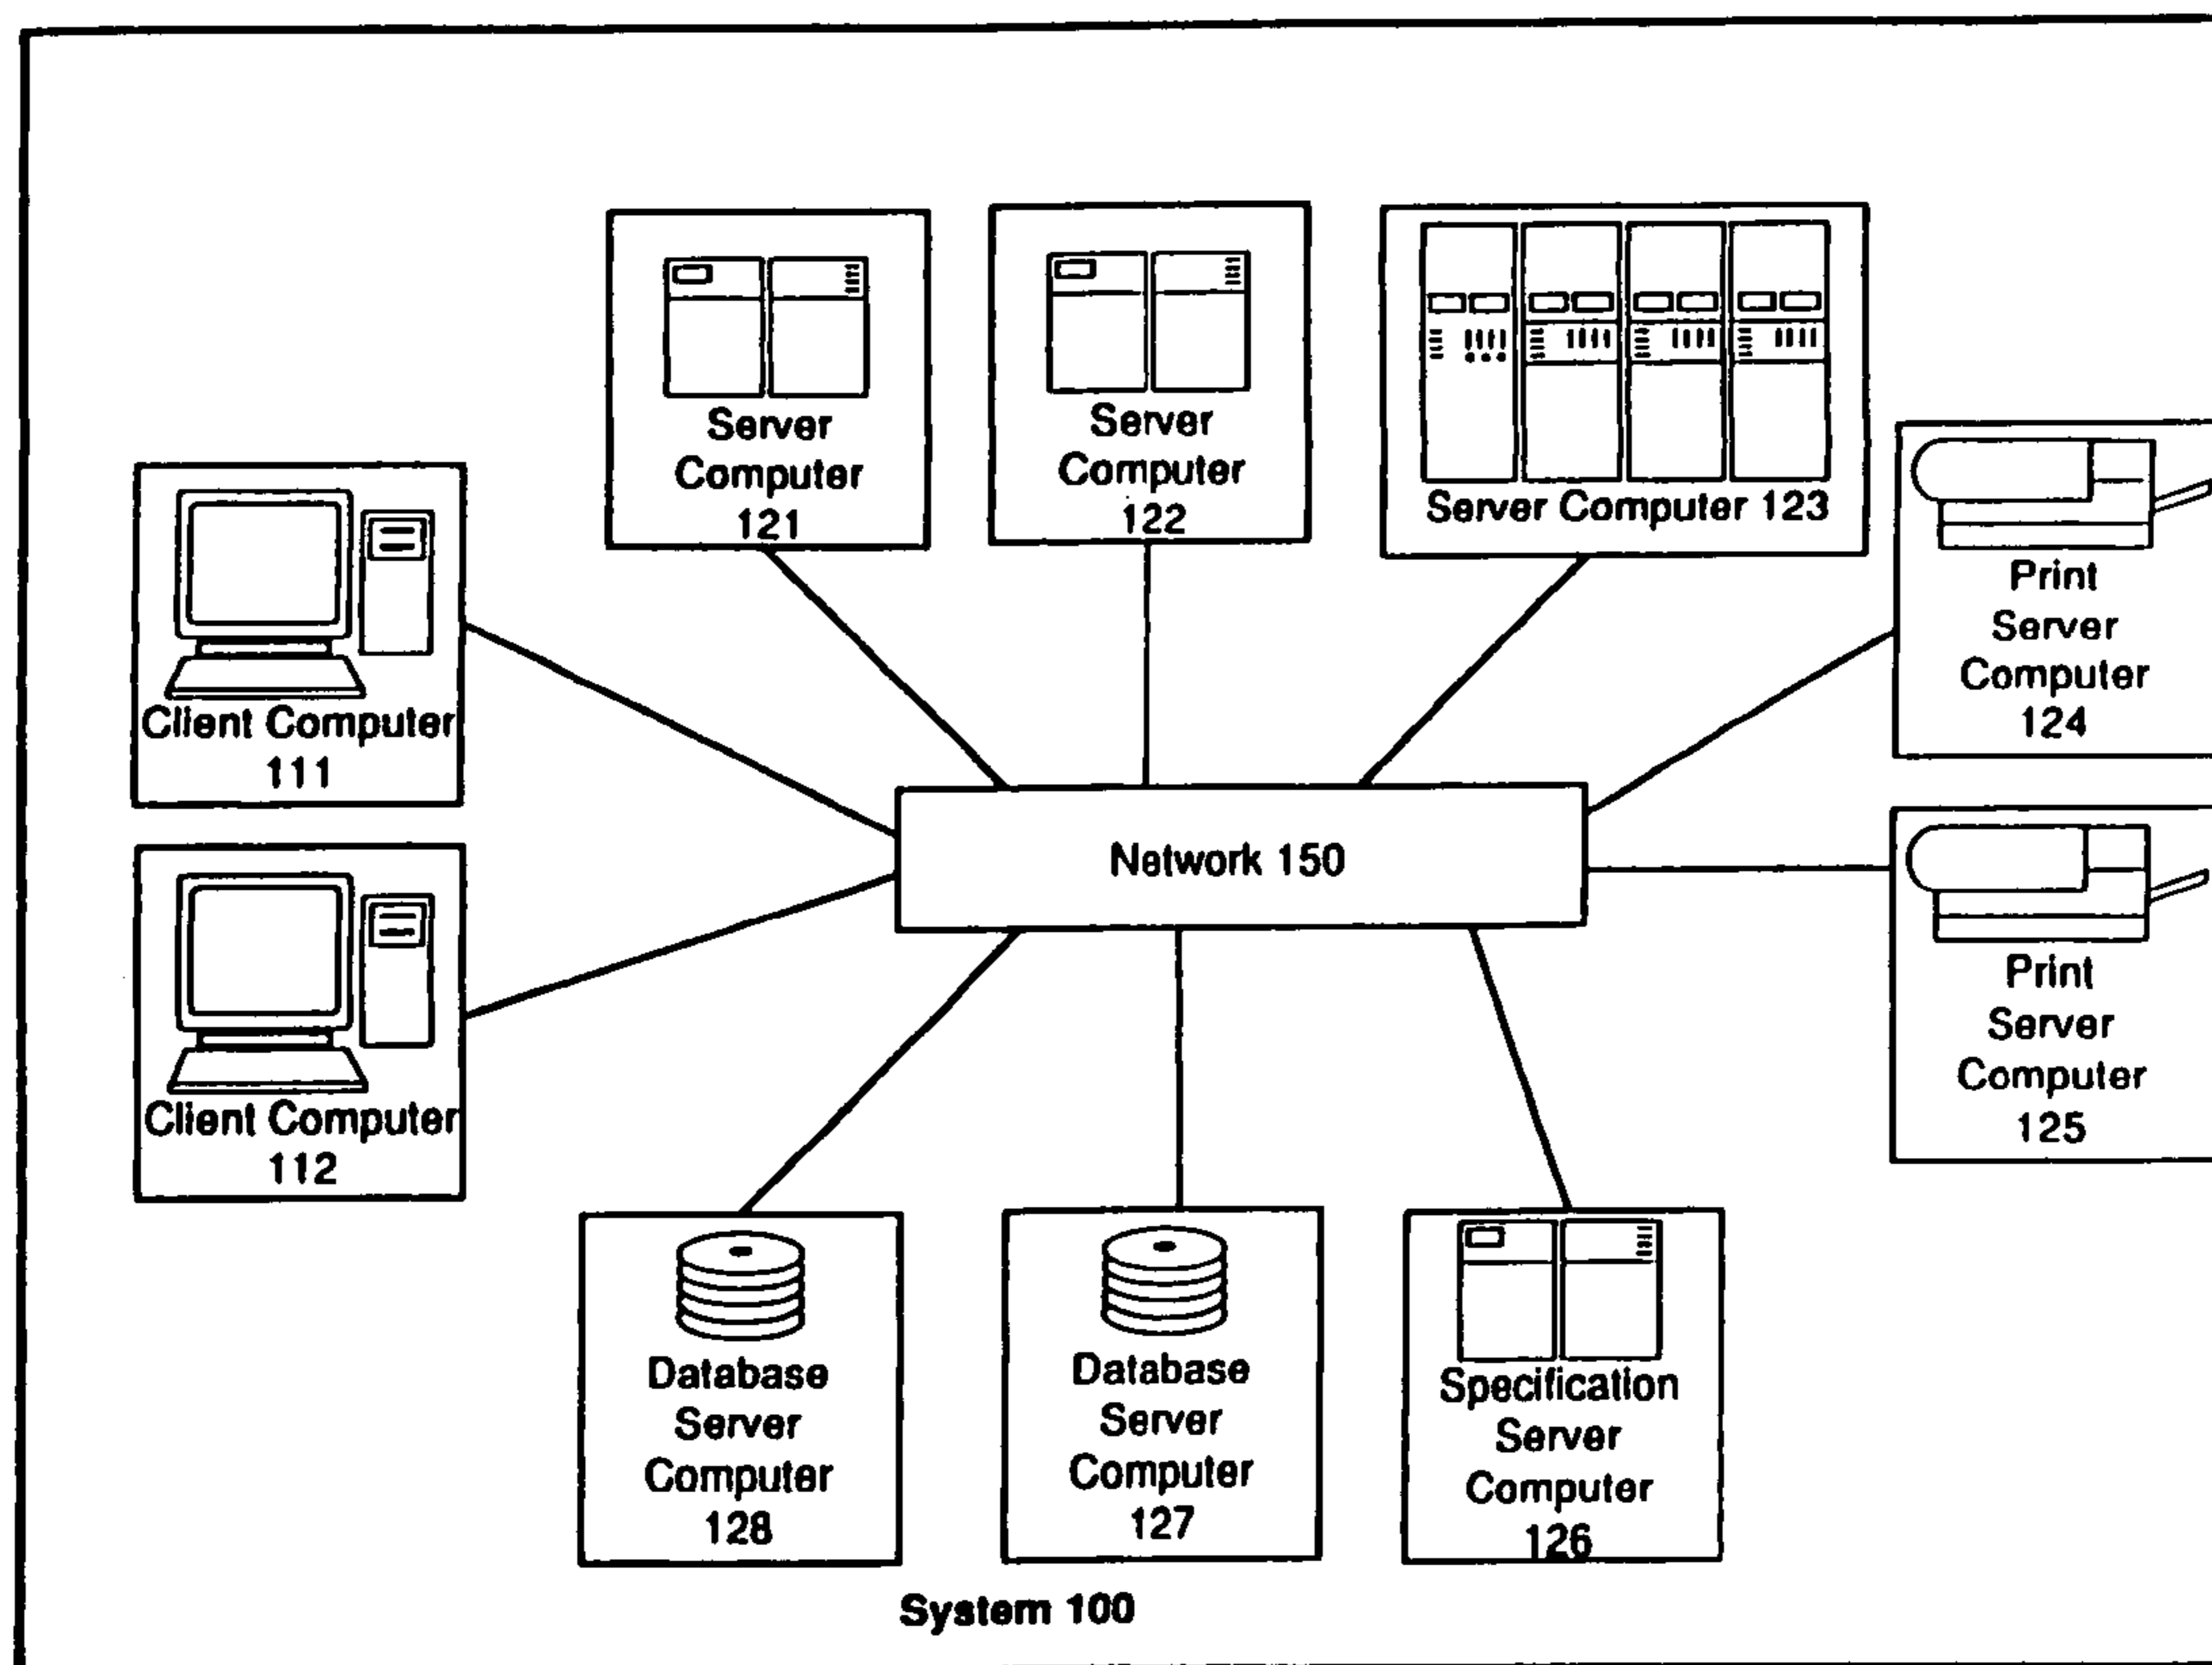 Server
Computer
121
Server
Computer
122
Server Computer 123
Print
Server
Computer
124
Client Computer
111
Network 150
Print
Server
Computer
125
Client Computer
112
Database
Server
Computer
128
Database
Server
Computer
127
Specification
Server
Computer
126
System 100